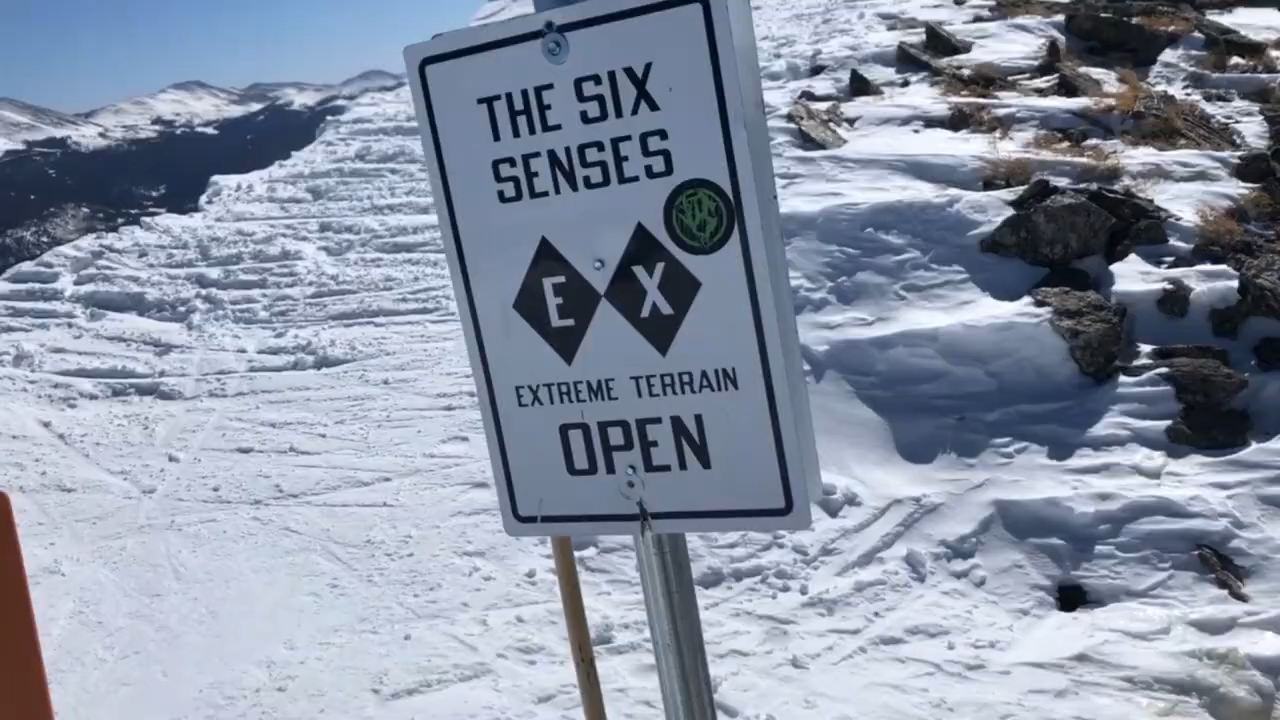 THE SIX
SENSES
E X
EXTREME TERRAIN
OPEN